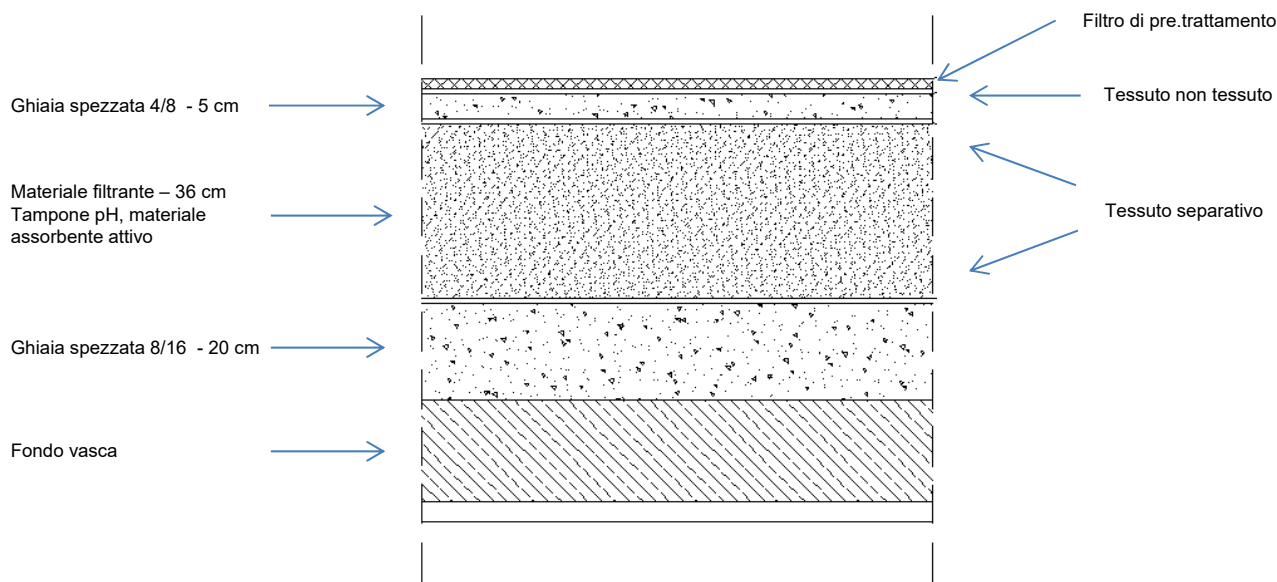 Filtro di pre.trattamento
Ghiaia spezzata 4/8  - 5 cm
Tessuto non tessuto
Materiale filtrante – 36 cm
Tampone pH, materiale
assorbente attivo
Tessuto separativo
Ghiaia spezzata 8/16  - 20 cm
Fondo vasca